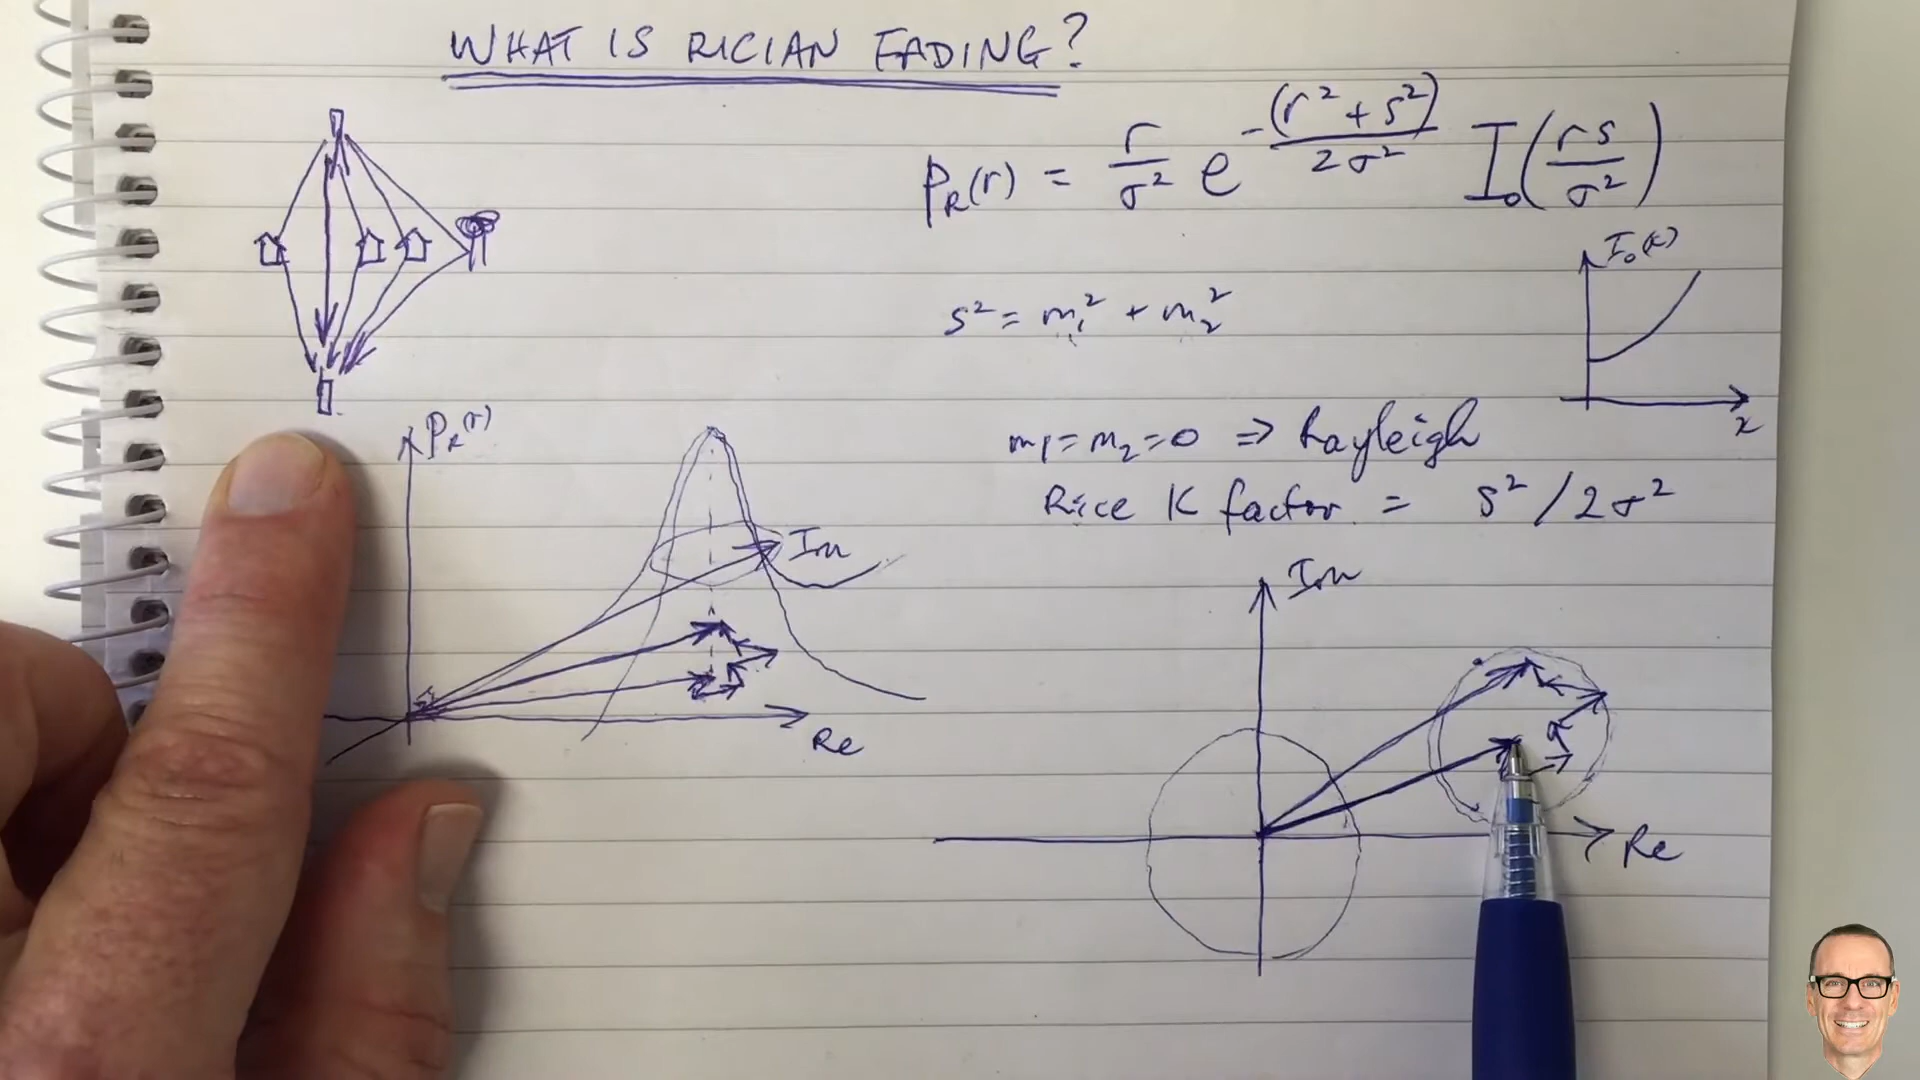 WHAT IS RICIAN FADING?
p_R(r) = r/σ² e^(-(r² + s²)/2σ²) I₀(rs/σ²)
I₀(x)
x
s² = m₁² + m₂²
m₁ = m₂ = 0 ⇒ Rayleigh
Rice K factor = s² / 2σ²
P_R(r)
Im
Re
Im
Re